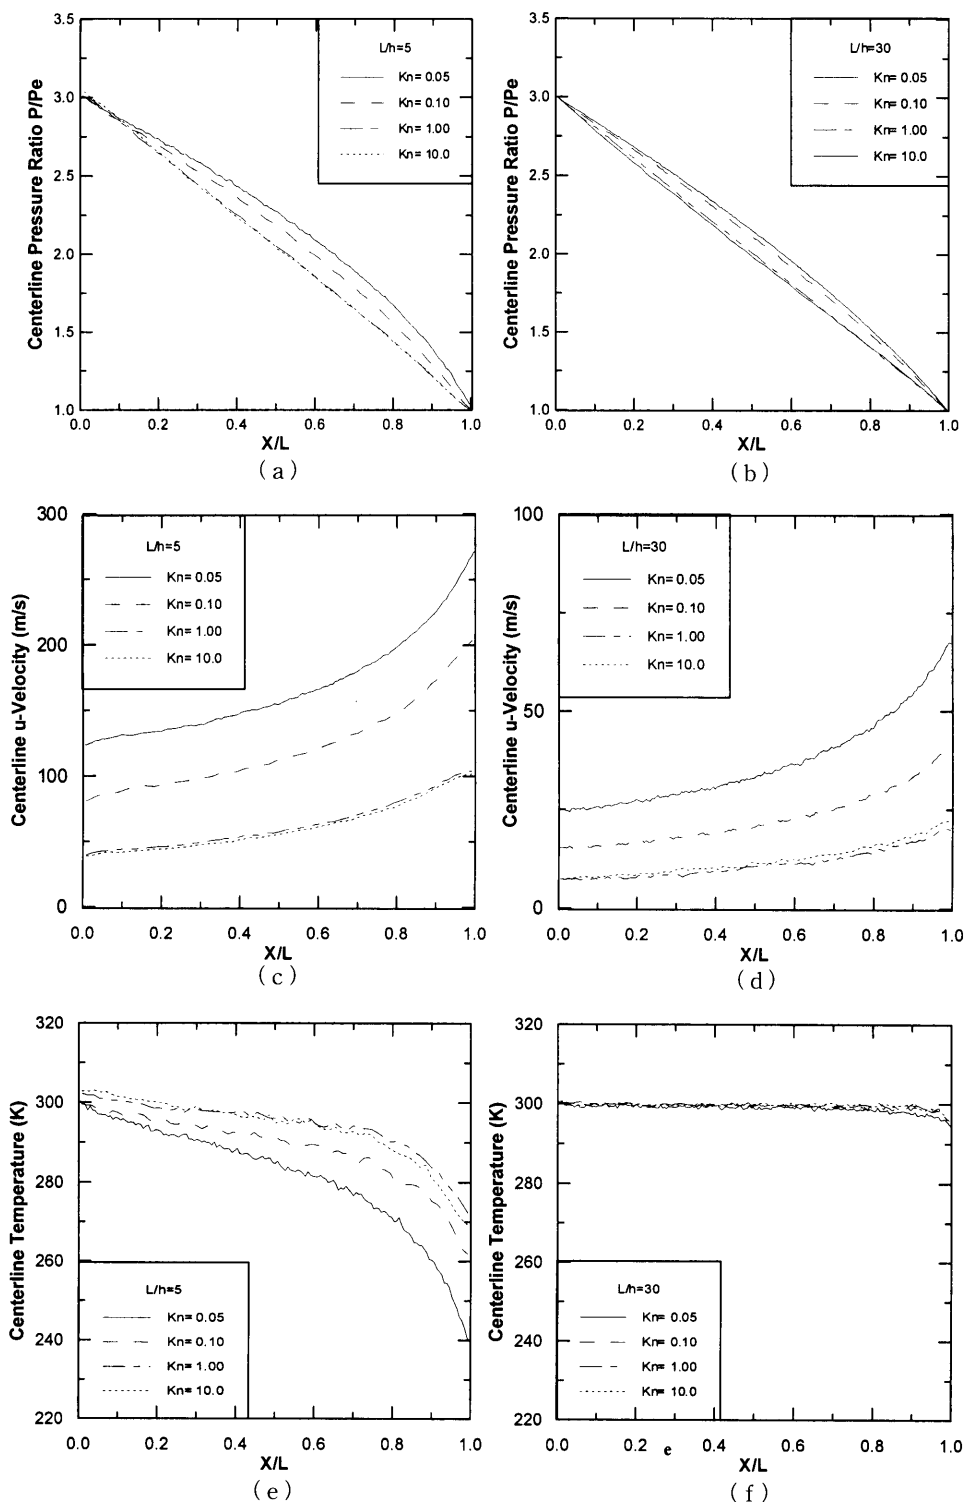 3.5
3.0
2.5
2.0
1.5
1.0
Centerline Pressure Ratio P/Pe
L/h=5
Kn= 0.05
Kn= 0.10
Kn= 1.00
Kn= 10.0
0.0 0.2 0.4 0.6 0.8 1.0
X/L
(a)
3.5
3.0
2.5
2.0
1.5
1.0
Centerline Pressure Ratio P/Pe
L/h=30
Kn= 0.05
Kn= 0.10
Kn= 1.00
Kn= 10.0
0.0 0.2 0.4 0.6 0.8 1.0
X/L
(b)
300
200
100
0
Centerline u-Velocity (m/s)
L/h=5
Kn= 0.05
Kn= 0.10
Kn= 1.00
Kn= 10.0
0.0 0.2 0.4 0.6 0.8 1.0
X/L
(c)
100
75
50
25
0
Centerline u-Velocity (m/s)
L/h=30
Kn= 0.05
Kn= 0.10
Kn= 1.00
Kn= 10.0
0.0 0.2 0.4 0.6 0.8 1.0
X/L
(d)
320
300
280
260
240
220
Centerline Temperature (K)
L/h=5
Kn= 0.05
Kn= 0.10
Kn= 1.00
Kn= 10.0
0.0 0.2 0.4 0.6 0.8 1.0
X/L
(e)
320
300
280
260
240
220
Centerline Temperature (K)
L/h=30
Kn= 0.05
Kn= 0.10
Kn= 1.00
Kn= 10.0
0.0 0.2 e 0.4 0.6 0.8 1.0
X/L
(f)